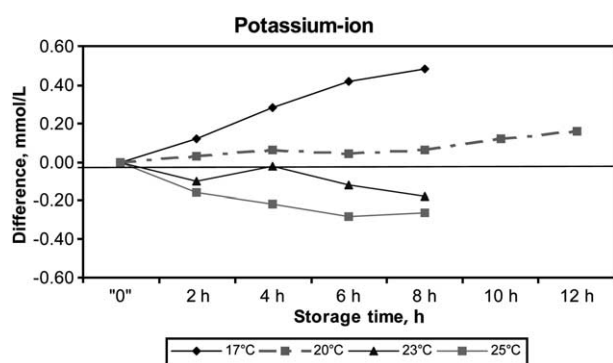 Potassium-ion
Difference, mmol/L
0.60
0.40
0.20
0.00
-0.20
-0.40
-0.60
"0" 2 h 4 h 6 h 8 h 10 h 12 h
Storage time, h
17°C 20°C 23°C 25°C